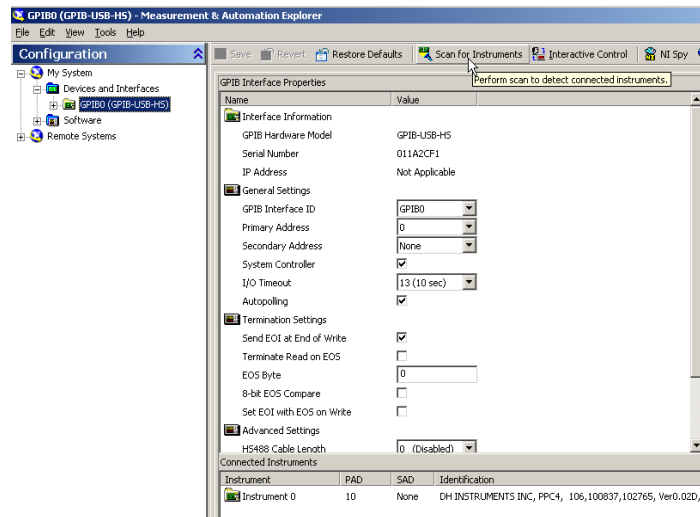 GPIB0 (GPIB-USB-HS) - Measurement & Automation Explorer
File Edit View Tools Help
Configuration
Save Revert Restore Defaults Scan for Instruments Interactive Control NI Spy
Perform scan to detect connected instruments.
My System
Devices and Interfaces
GPIB0 (GPIB-USB-HS)
Software
Remote Systems
GPIB Interface Properties
Name Value
Interface Information
GPIB Hardware Model GPIB-USB-HS
Serial Number 011A2CF1
IP Address Not Applicable
General Settings
GPIB Interface ID GPIB0
Primary Address 0
Secondary Address None
System Controller
I/O Timeout 13 (10 sec)
Autopolling
Termination Settings
Send EOI at End of Write
Terminate Read on EOS
EOS Byte 0
8-bit EOS Compare
Set EOI with EOS on Write
Advanced Settings
HS488 Cable Length 0 (Disabled)
Connected Instruments
Instrument PAD SAD Identification
Instrument 0 10 None DH INSTRUMENTS INC, PPC4, 106,100837,102765, Ver0.02D,